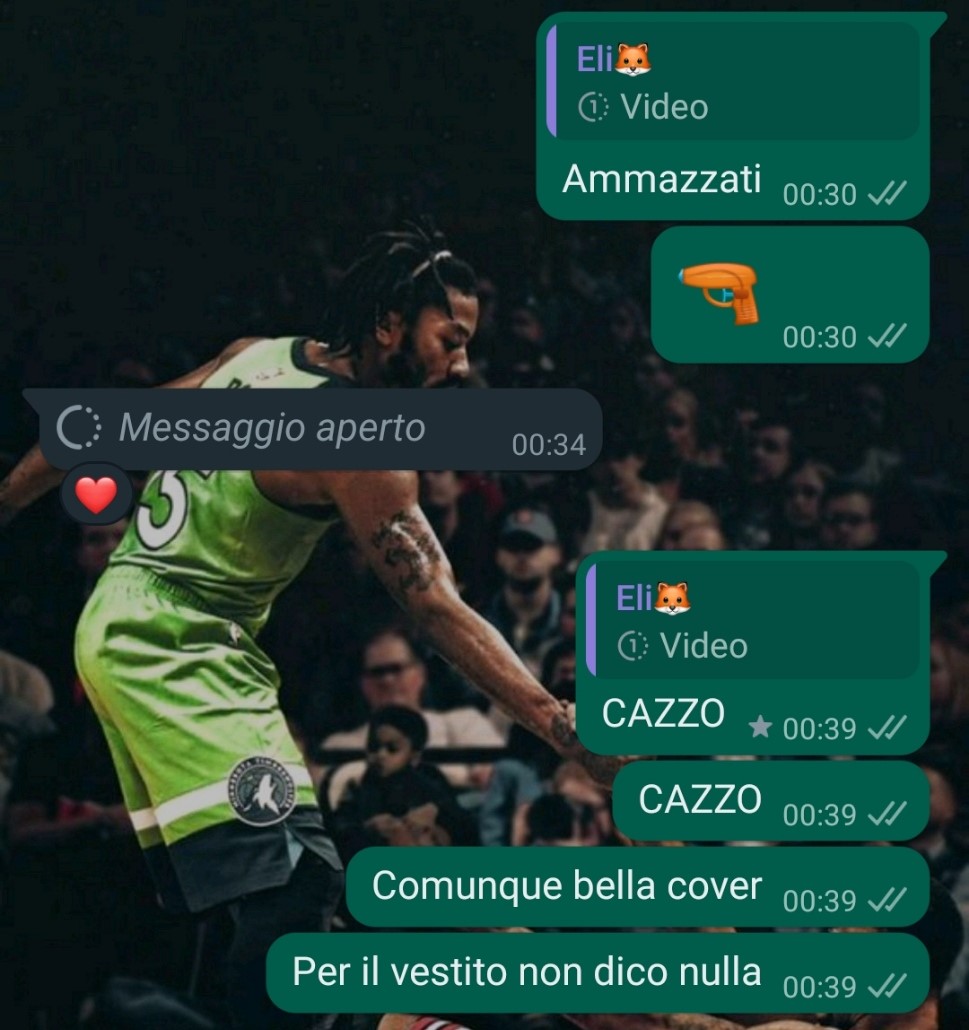 Eli🦊
Video
Ammazzati 00:30
🔫
00:30
Messaggio aperto 00:34
❤️
3
Eli🦊
Video
CAZZO 00:39
CAZZO 00:39
Comunque bella cover 00:39
Per il vestito non dico nulla 00:39